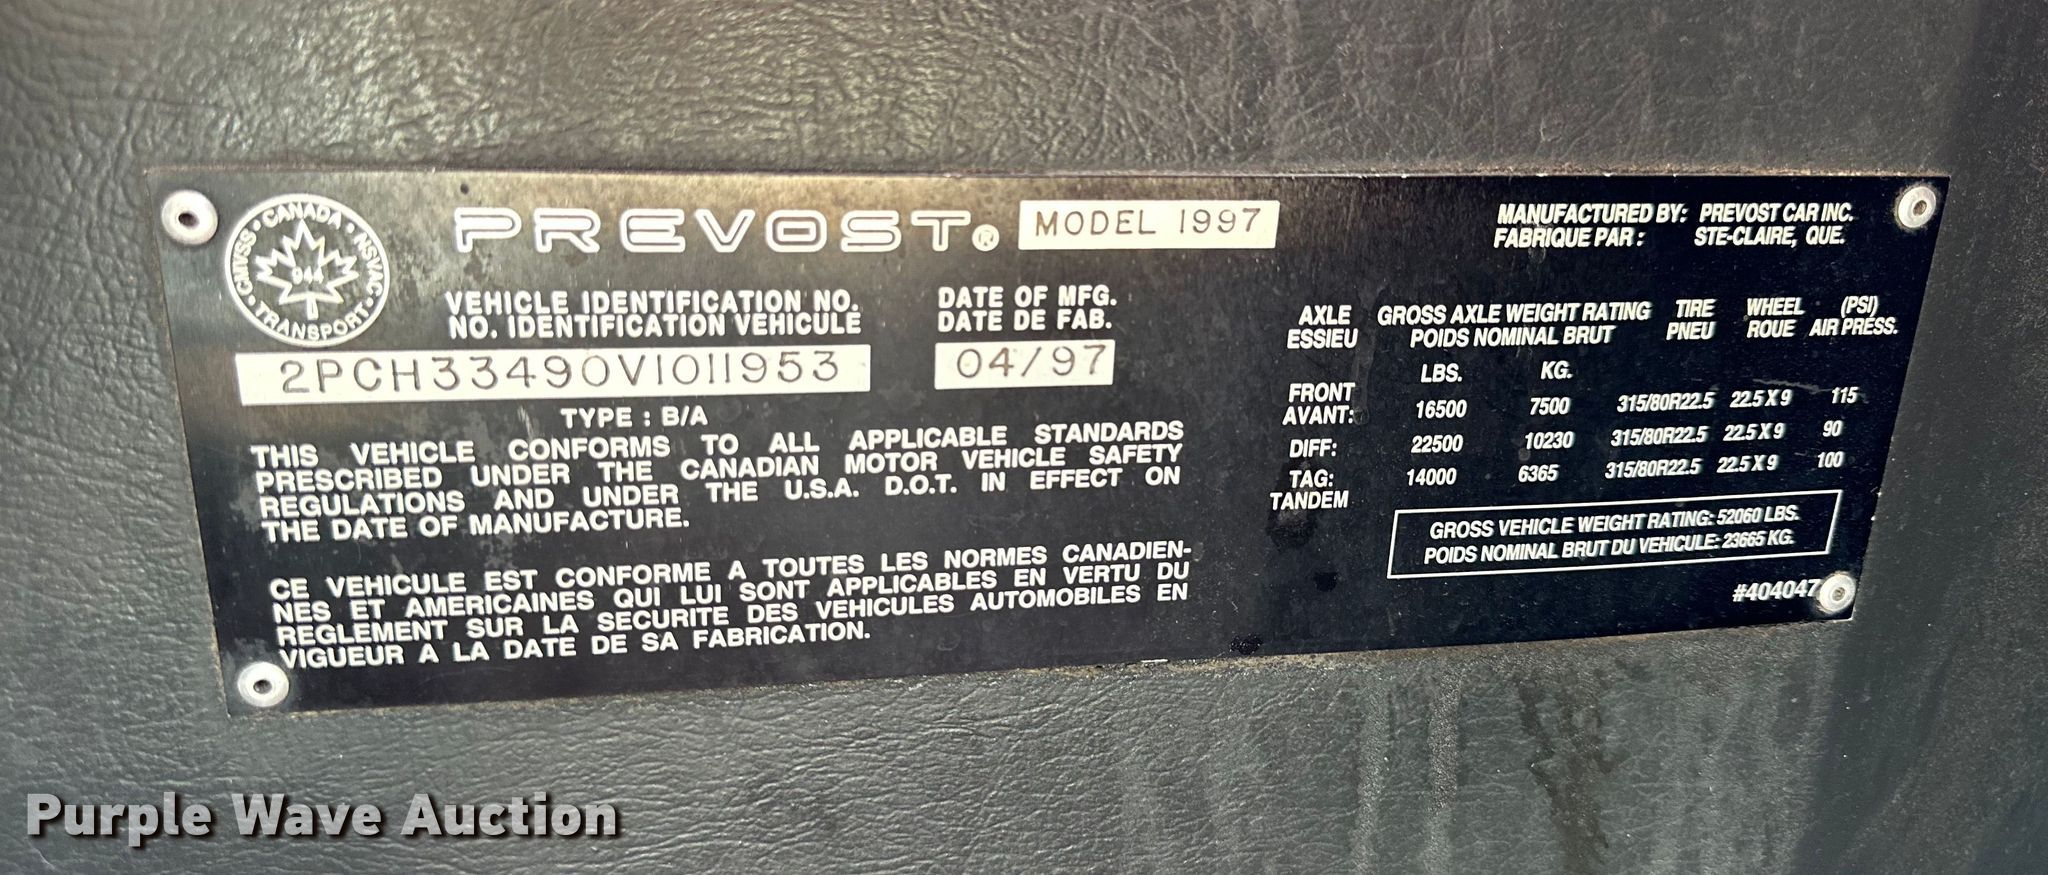 CANADA
CMVSS · NSVAC
944
TRANSPORT
PREVOST® MODEL 1997
VEHICLE IDENTIFICATION NO.
NO. IDENTIFICATION VEHICULE
2PCH33490V1011953
DATE OF MFG.
DATE DE FAB.
04/97
TYPE : B/A
THIS VEHICLE CONFORMS TO ALL APPLICABLE STANDARDS
PRESCRIBED UNDER THE CANADIAN MOTOR VEHICLE SAFETY
REGULATIONS AND UNDER THE U.S.A. D.O.T. IN EFFECT ON
THE DATE OF MANUFACTURE.
CE VEHICULE EST CONFORME A TOUTES LES NORMES CANADIEN-
NES ET AMERICAINES QUI LUI SONT APPLICABLES EN VERTU DU
REGLEMENT SUR LA SECURITE DES VEHICULES AUTOMOBILES EN
VIGUEUR A LA DATE DE SA FABRICATION.
MANUFACTURED BY: PREVOST CAR INC.
FABRIQUE PAR : STE-CLAIRE, QUE.
AXLE GROSS AXLE WEIGHT RATING TIRE WHEEL (PSI)
ESSIEU POIDS NOMINAL BRUT PNEU ROUE AIR PRESS.
LBS. KG.
FRONT
AVANT: 16500 7500 315/80R22.5 22.5 X 9 115
DIFF: 22500 10230 315/80R22.5 22.5 X 9 90
TAG: 14000 6365 315/80R22.5 22.5 X 9 100
TANDEM
GROSS VEHICLE WEIGHT RATING: 52060 LBS.
POIDS NOMINAL BRUT DU VEHICULE: 23665 KG.
#404047
Purple Wave Auction